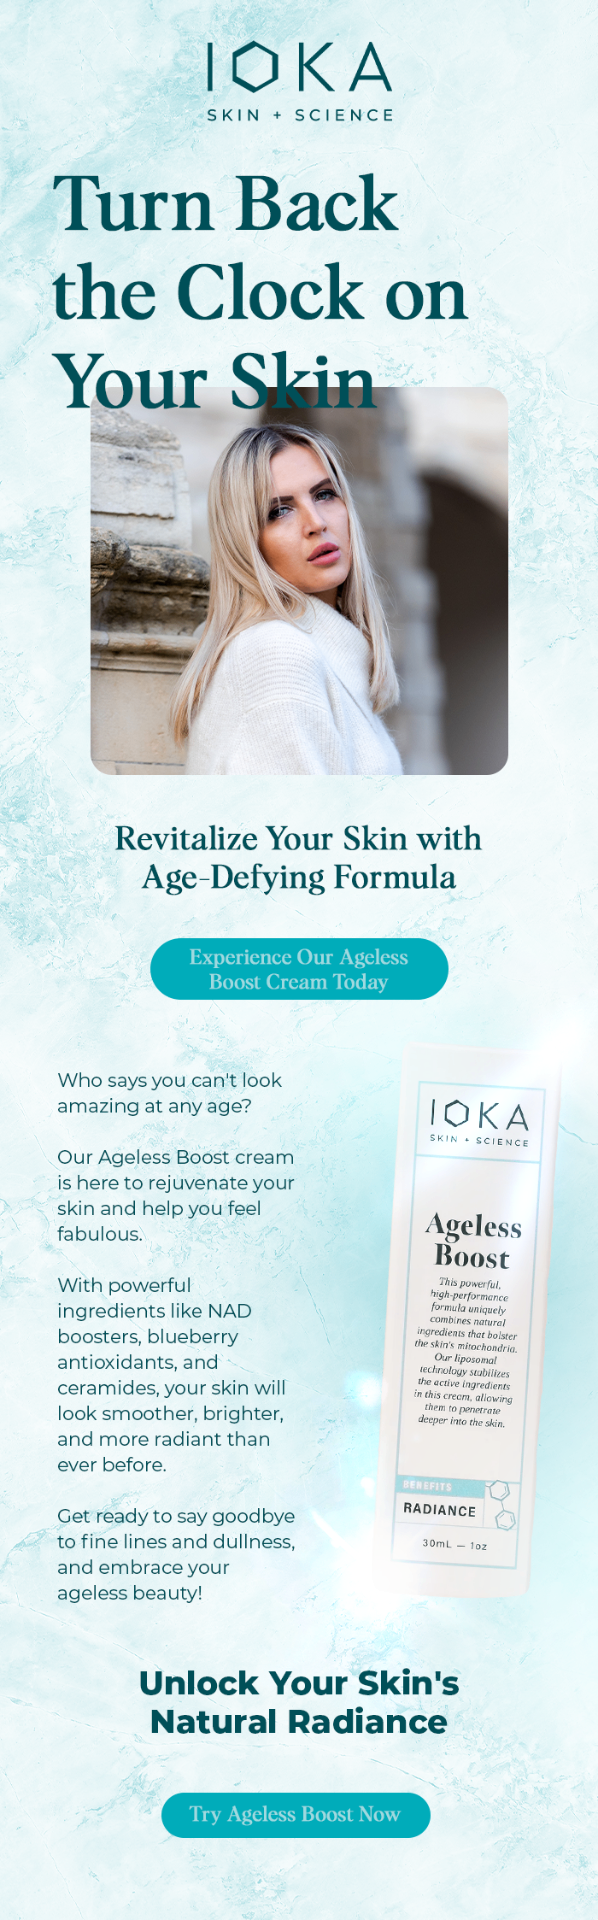 IOKA
SKIN + SCIENCE
Turn Back
the Clock on
Your Skin
Revitalize Your Skin with
Age-Defying Formula
Experience Our Ageless
Boost Cream Today
Who says you can't look
amazing at any age?
Our Ageless Boost cream
is here to rejuvenate your
skin and help you feel
fabulous.
With powerful
ingredients like NAD
boosters, blueberry
antioxidants, and
ceramides, your skin will
look smoother, brighter,
and more radiant than
ever before.
Get ready to say goodbye
to fine lines and dullness,
and embrace your
ageless beauty!
IOKA
SKIN + SCIENCE
Ageless
Boost
This powerful,
high-performance
formula uniquely
combines natural
ingredients that bolster
the skin's mitochondria.
Our liposomal
technology stabilizes
the active ingredients
in this cream, allowing
them to penetrate
deeper into the skin.
BENEFITS
RADIANCE
30mL — 1oz
Unlock Your Skin's
Natural Radiance
Try Ageless Boost Now